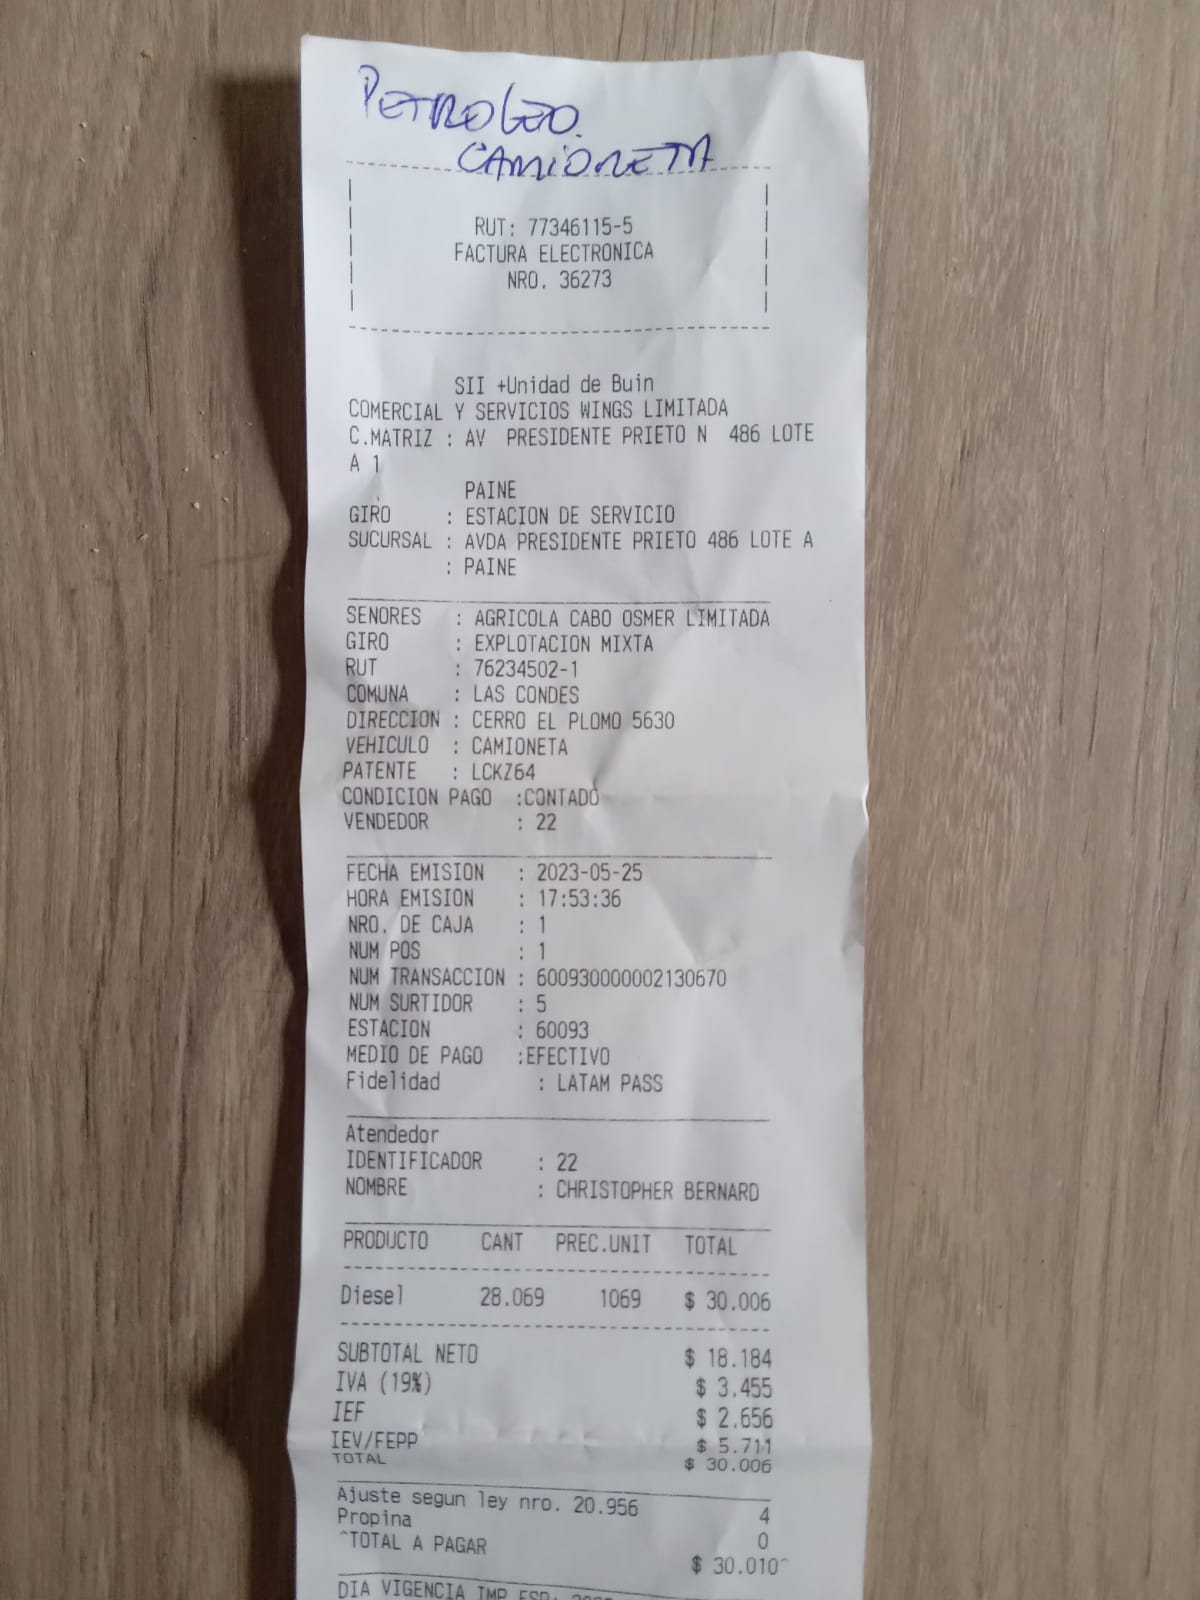 PETROLEO
CAMIONETA
RUT: 77346115-5
FACTURA ELECTRONICA
NRO. 36273
SII +Unidad de Buin
COMERCIAL Y SERVICIOS WINGS LIMITADA
C.MATRIZ : AV PRESIDENTE PRIETO N 486 LOTE
A 1
PAINE
GIRO : ESTACION DE SERVICIO
SUCURSAL : AVDA PRESIDENTE PRIETO 486 LOTE A
: PAINE
SENORES : AGRICOLA CABO OSMER LIMITADA
GIRO : EXPLOTACION MIXTA
RUT : 76234502-1
COMUNA : LAS CONDES
DIRECCION : CERRO EL PLOMO 5630
VEHICULO : CAMIONETA
PATENTE : LCKZ64
CONDICION PAGO :CONTADO
VENDEDOR : 22
FECHA EMISION : 2023-05-25
HORA EMISION : 17:53:36
NRO. DE CAJA : 1
NUM POS : 1
NUM TRANSACCION : 600930000002130670
NUM SURTIDOR : 5
ESTACION : 60093
MEDIO DE PAGO :EFECTIVO
Fidelidad : LATAM PASS
Atendedor
IDENTIFICADOR : 22
NOMBRE : CHRISTOPHER BERNARD
PRODUCTO CANT PREC.UNIT TOTAL
Diesel 28.069 1069 $ 30.006
SUBTOTAL NETO $ 18.184
IVA (19%) $ 3.455
IEF $ 2.656
IEV/FEPP $ 5.711
TOTAL $ 30.006
Ajuste segun ley nro. 20.956 4
Propina 0
^TOTAL A PAGAR $ 30.010^
DIA VIGENCIA IMP ESP: